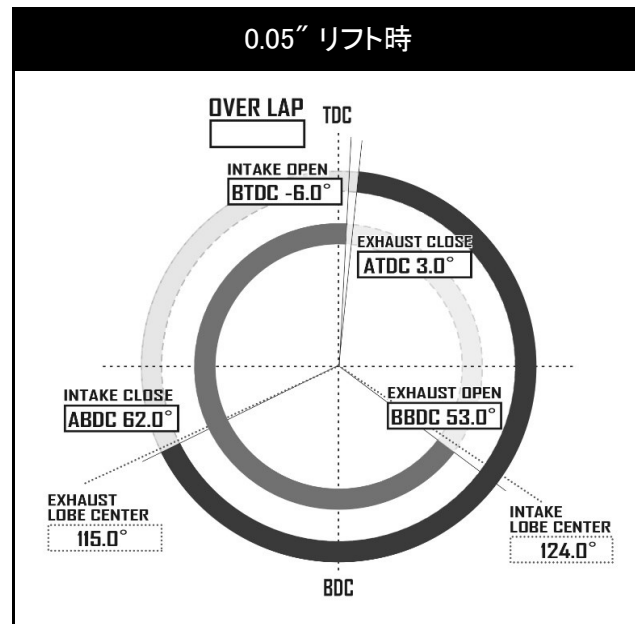 0.05″ リフト時
OVER LAP
TDC
INTAKE OPEN
BTDC -6.0°
EXHAUST CLOSE
ATDC 3.0°
INTAKE CLOSE
ABDC 62.0°
EXHAUST OPEN
BBDC 53.0°
EXHAUST
LOBE CENTER
115.0°
INTAKE
LOBE CENTER
124.0°
BDC